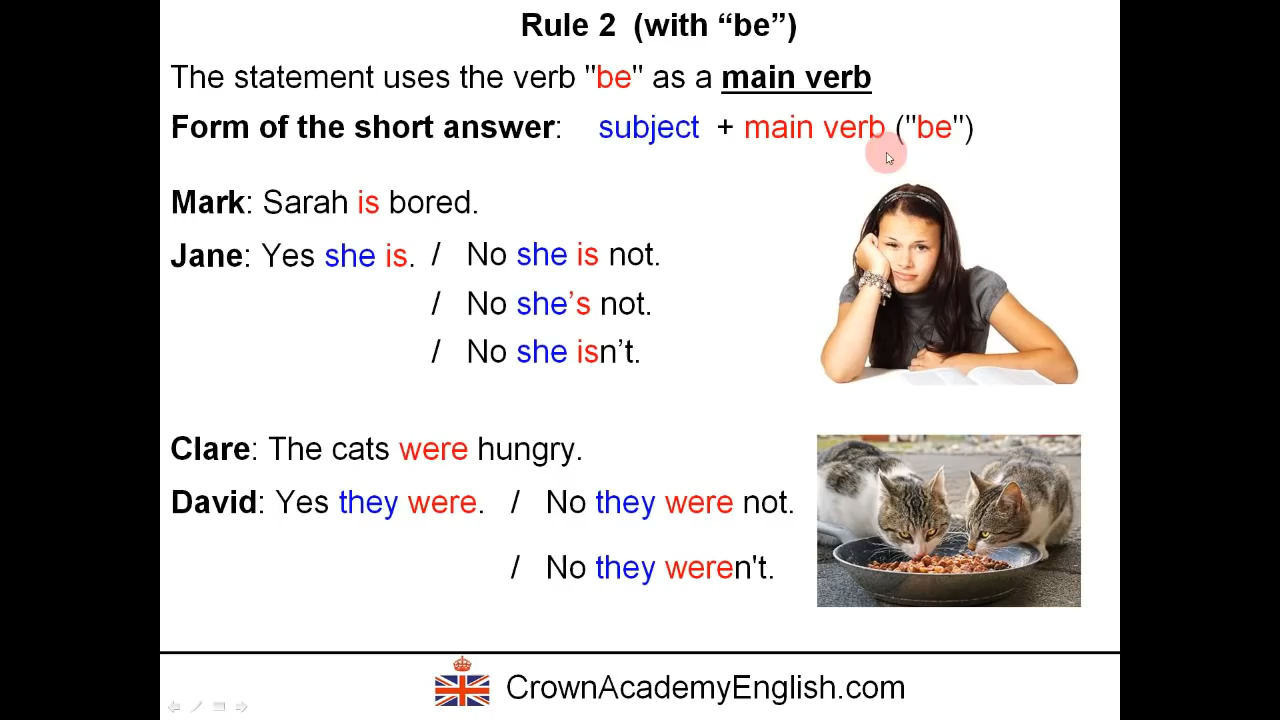 Rule 2 (with “be”)
The statement uses the verb "be" as a main verb
Form of the short answer: subject + main verb ("be")
Mark: Sarah is bored.
Jane: Yes she is. / No she is not.
/ No she’s not.
/ No she isn’t.
Clare: The cats were hungry.
David: Yes they were. / No they were not.
/ No they weren't.
CrownAcademyEnglish.com